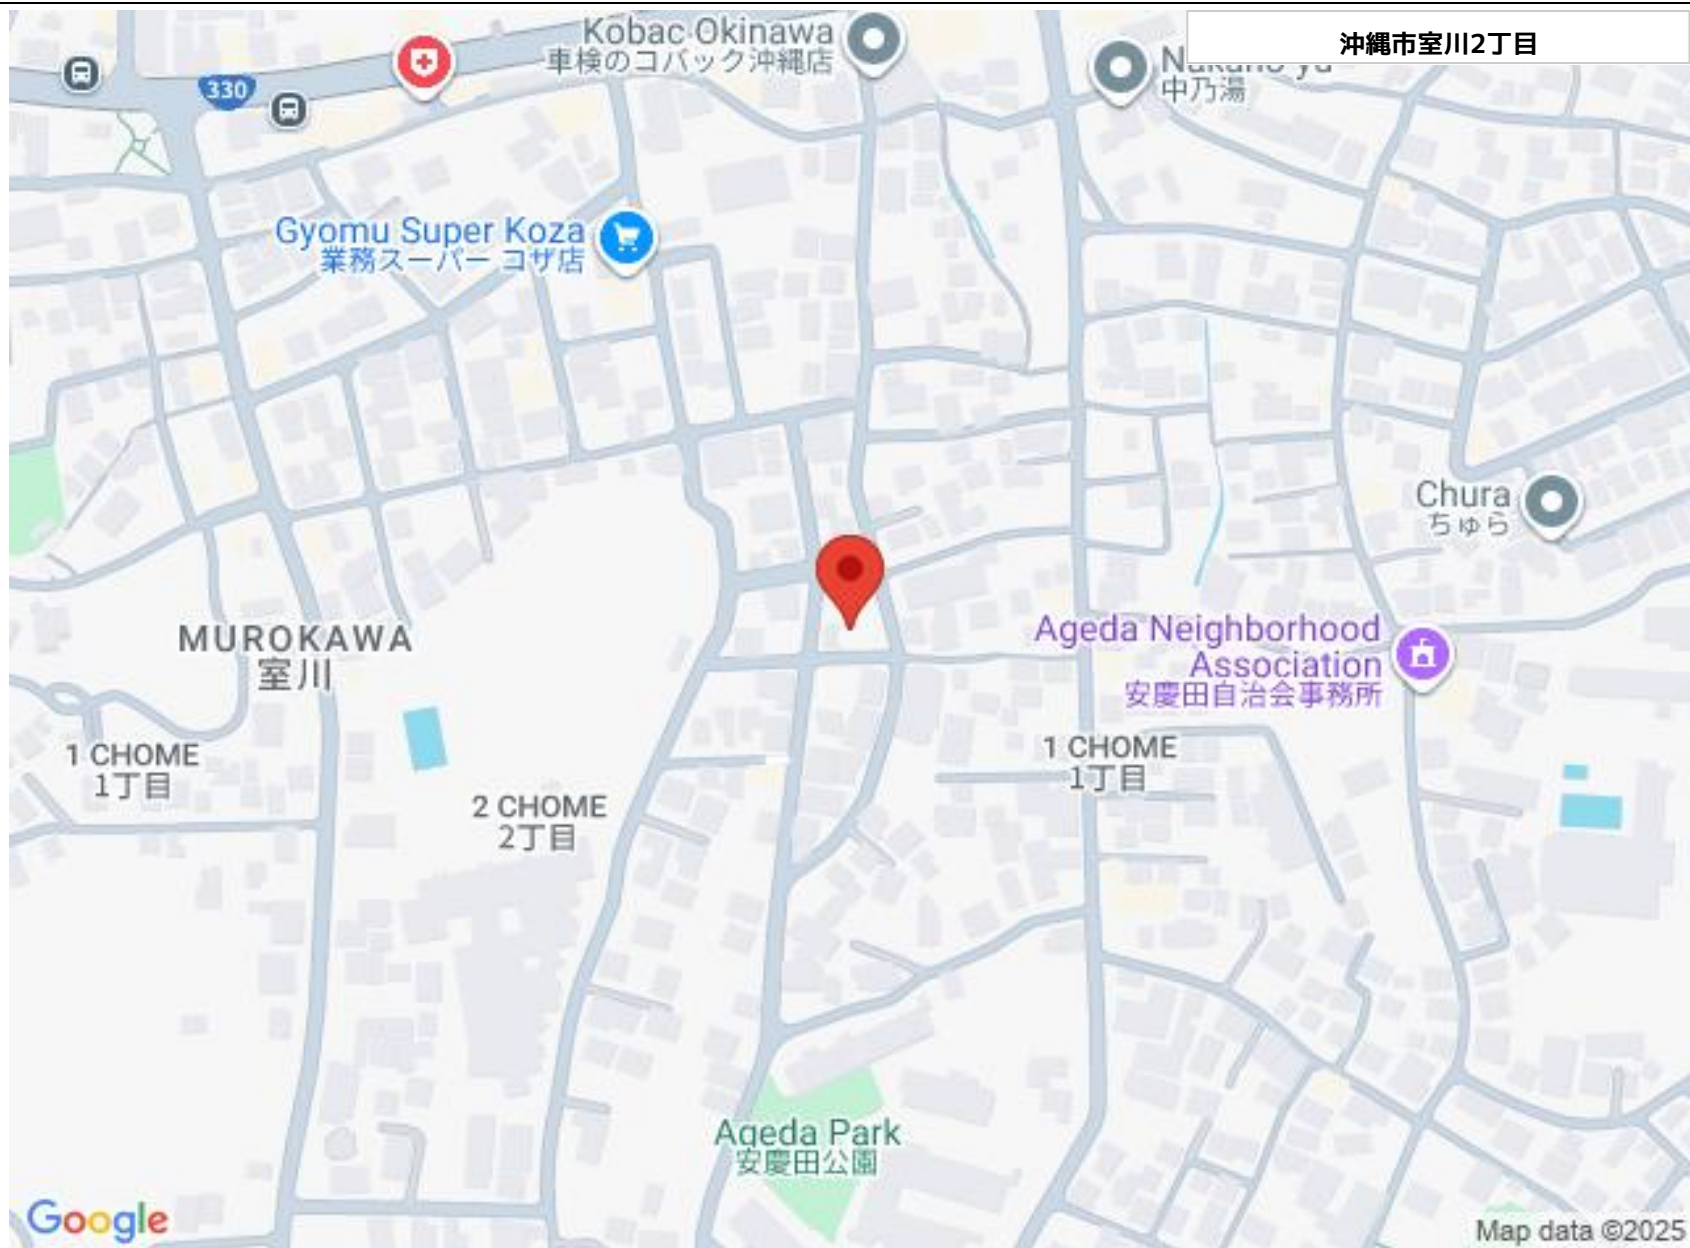 沖縄市室川2丁目
Kobac Okinawa
車検のコバック沖縄店
中乃湯
330
Gyomu Super Koza
業務スーパー コザ店
Chura
ちゅら
MUROKAWA
室川
Ageda Neighborhood
Association
安慶田自治会事務所
1 CHOME
1丁目
1 CHOME
1丁目
2 CHOME
2丁目
Ageda Park
安慶田公園
Google
Map data ©2025